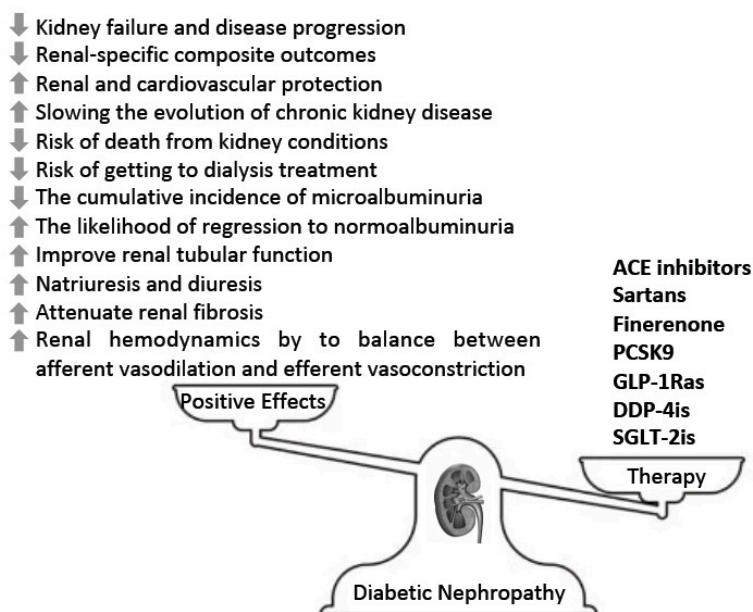 Kidney failure and disease progression
Renal-specific composite outcomes
Renal and cardiovascular protection
Slowing the evolution of chronic kidney disease
Risk of death from kidney conditions
Risk of getting to dialysis treatment
The cumulative incidence of microalbuminuria
The likelihood of regression to normoalbuminuria
Improve renal tubular function
Natriuresis and diuresis
Attenuate renal fibrosis
Renal hemodynamics by to balance between
afferent vasodilation and efferent vasoconstriction
Positive Effects
ACE inhibitors
Sartans
Finerenone
PCSK9
GLP-1Ras
DDP-4is
SGLT-2is
Therapy
Diabetic Nephropathy